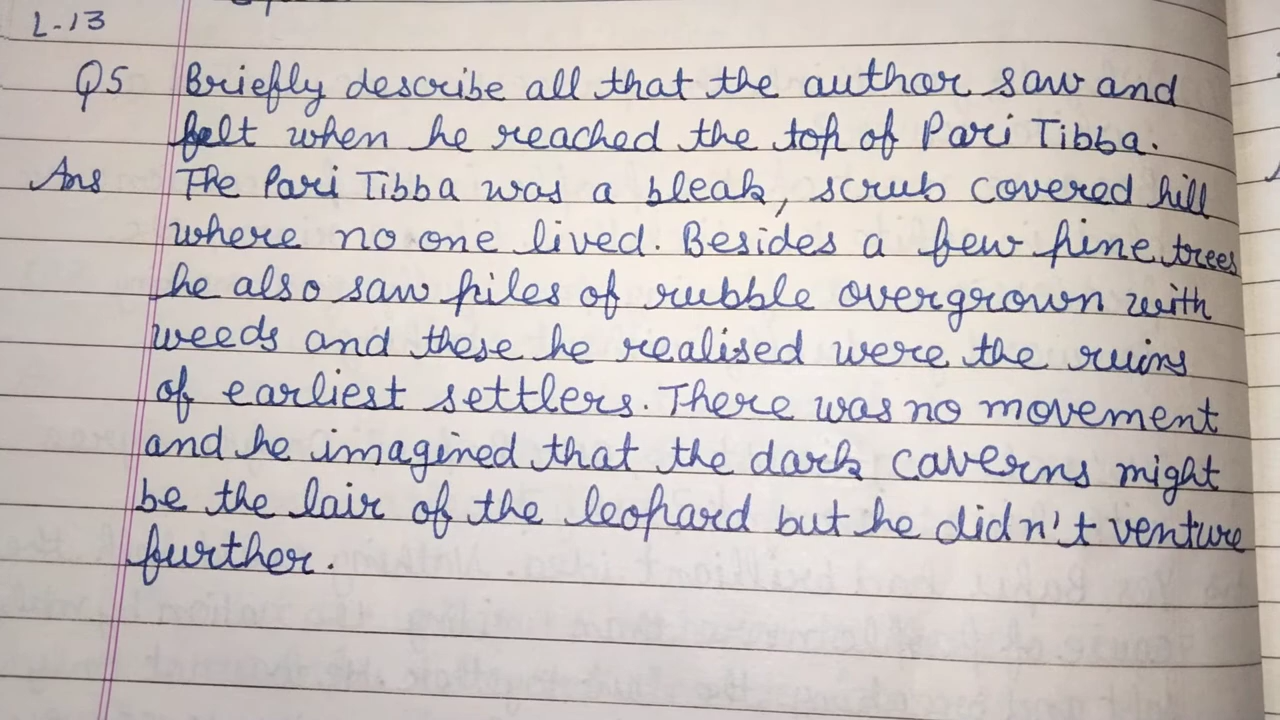 L-13
Q5 Briefly describe all that the author saw and
felt when he reached the top of Pari Tibba.
Ans The Pari Tibba was a bleak, scrub covered hill
where no one lived. Besides a few pine trees
he also saw piles of rubble overgrown with
weeds and these he realised were the ruins
of earliest settlers. There was no movement
and he imagined that the dark caverns might
be the lair of the leopard but he didn't venture
further.